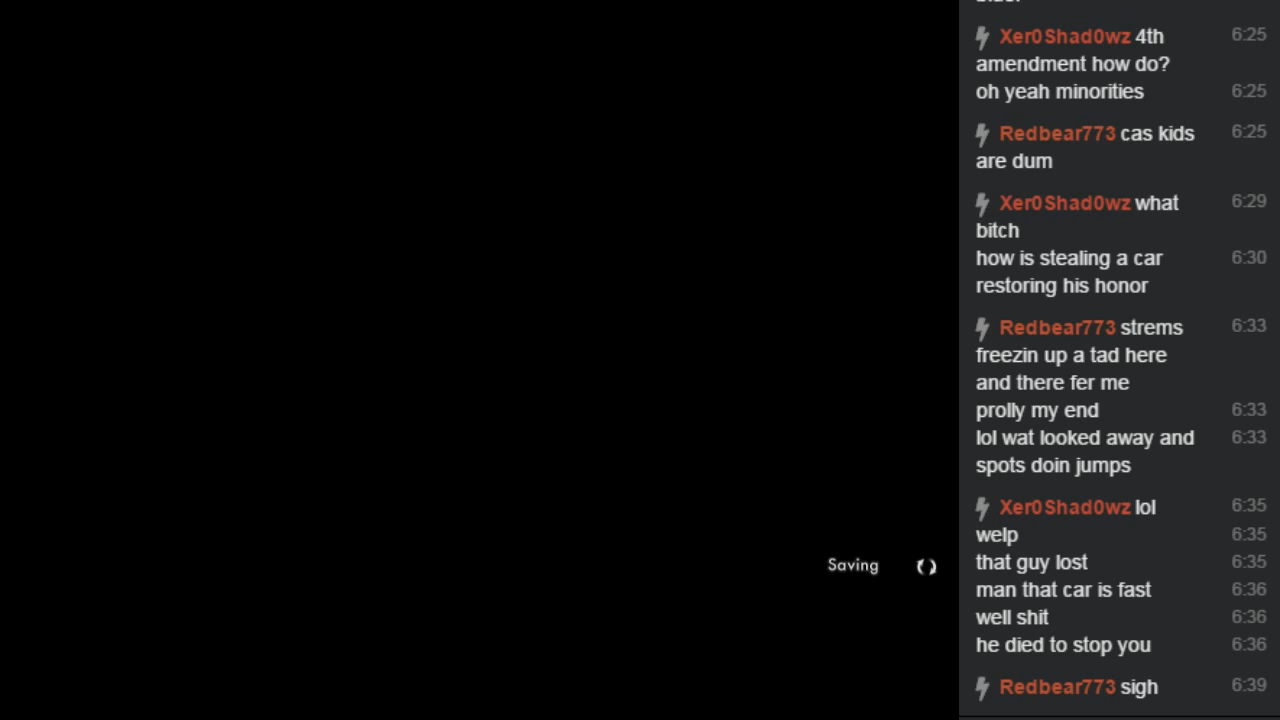 Xer0Shad0wz 4th 6:25
amendment how do?
oh yeah minorities 6:25
Redbear773 cas kids 6:25
are dum
Xer0Shad0wz what 6:29
bitch
how is stealing a car 6:30
restoring his honor
Redbear773 strems 6:33
freezin up a tad here
and there fer me
prolly my end 6:33
lol wat looked away and 6:33
spots doin jumps
Xer0Shad0wz lol 6:35
welp 6:35
that guy lost 6:35
man that car is fast 6:36
well shit 6:36
he died to stop you 6:36
Redbear773 sigh 6:39
Saving